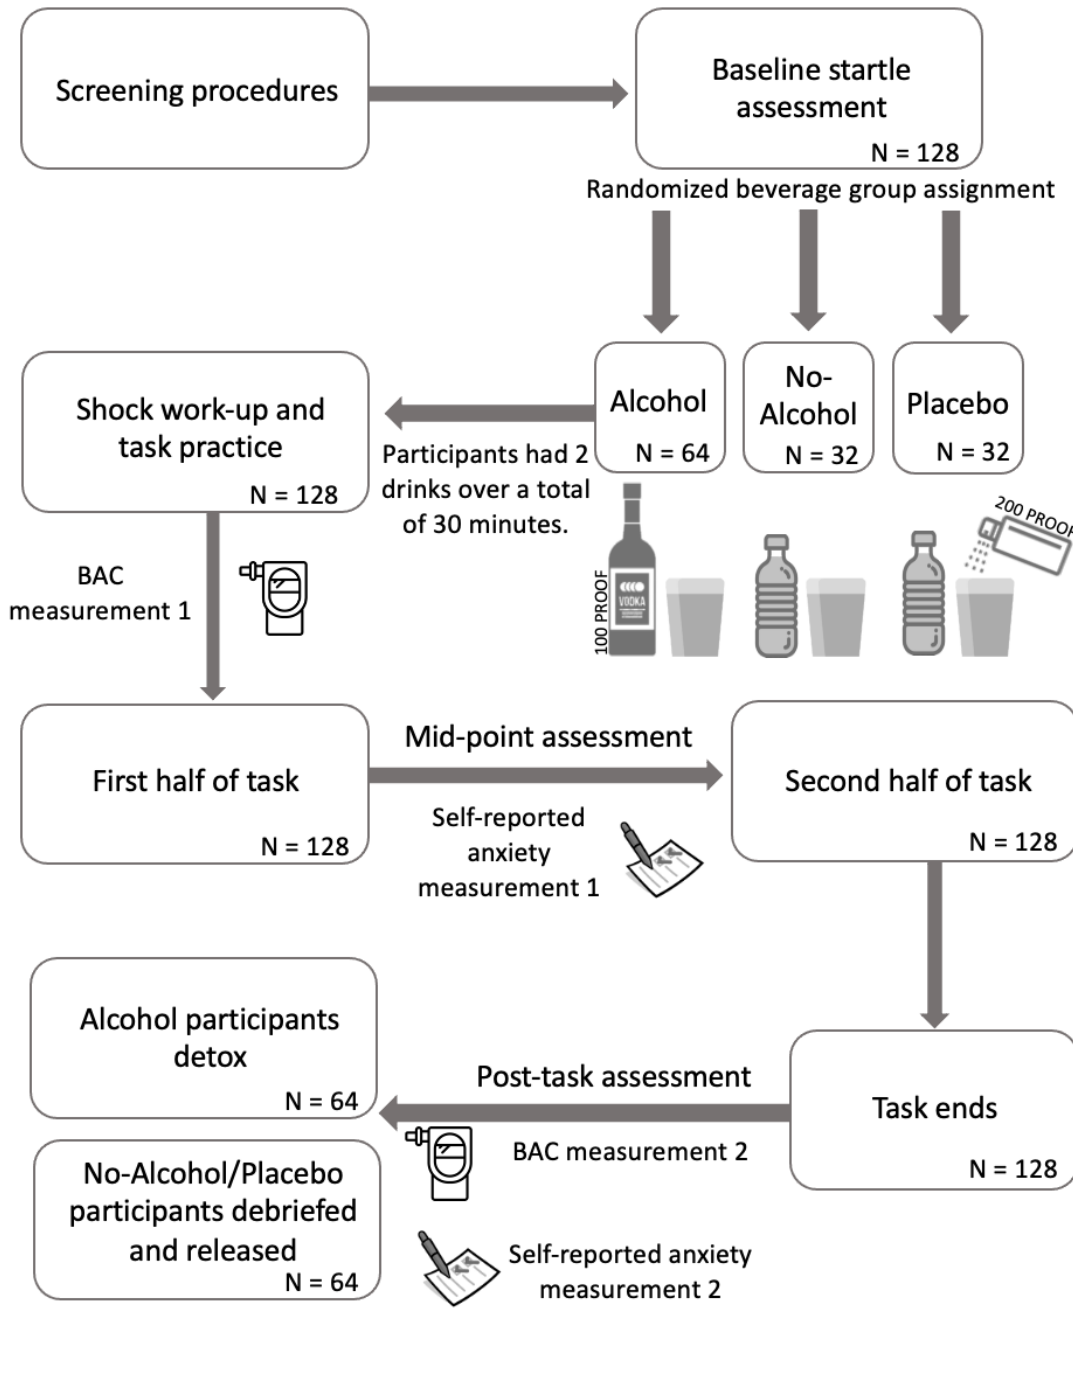 Screening procedures
Baseline startle
assessment
N = 128
Randomized beverage group assignment
Alcohol
N = 64
No-
Alcohol
N = 32
Placebo
N = 32
Shock work-up and
task practice
N = 128
Participants had 2
drinks over a total
of 30 minutes.
100 PROOF
VODKA
200 PROOF
BAC
measurement 1
First half of task
N = 128
Mid-point assessment
Self-reported
anxiety
measurement 1
Second half of task
N = 128
Task ends
N = 128
Post-task assessment
BAC measurement 2
Self-reported anxiety
measurement 2
Alcohol participants
detox
N = 64
No-Alcohol/Placebo
participants debriefed
and released
N = 64